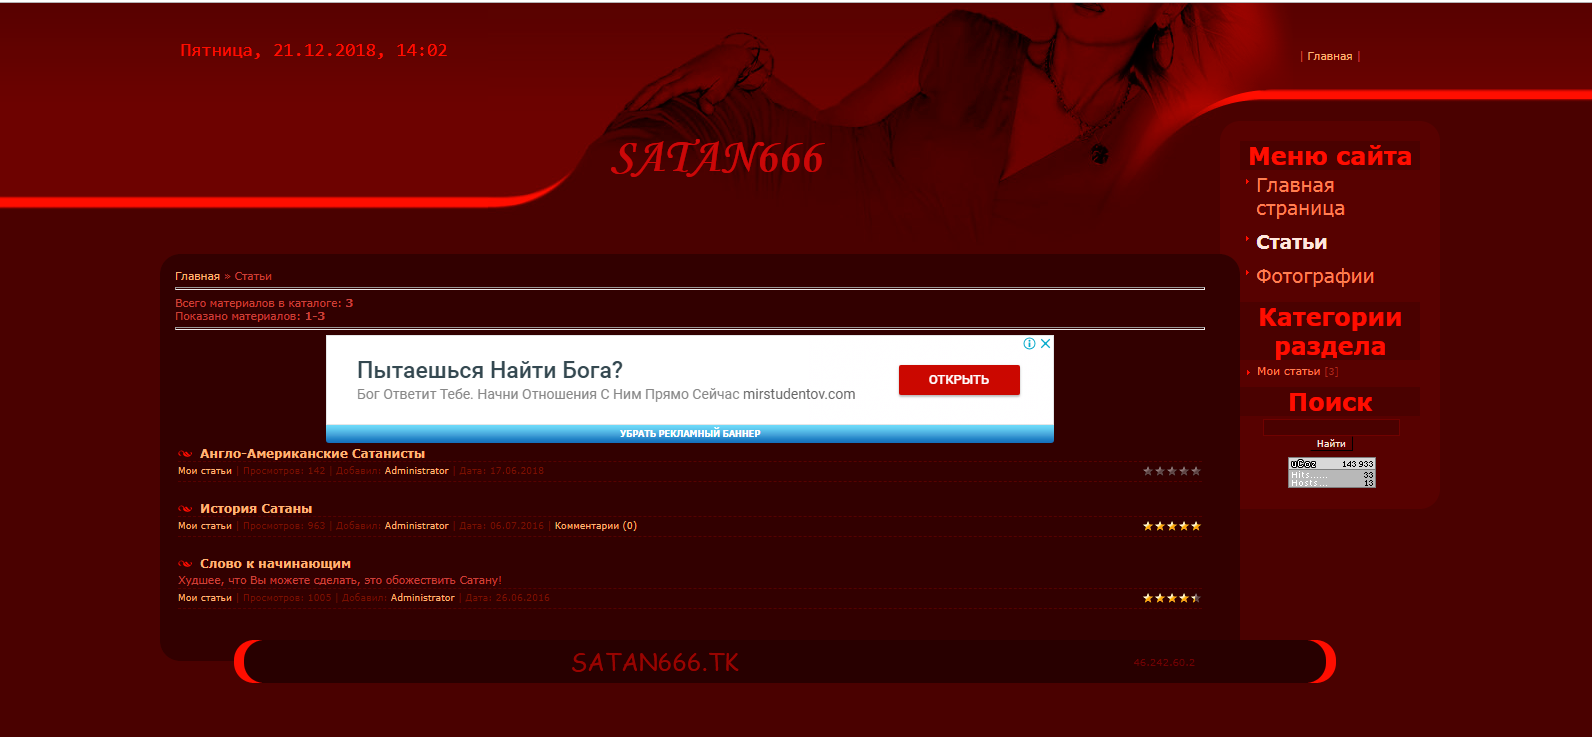 Пятница, 21.12.2018, 14:02
| Главная |
SATAN666
Меню сайта
Главная
страница
Статьи
Фотографии
Категории
раздела
Мои статьи [3]
Поиск
Найти
uCoz 143 933
Hits...... 33
Hosts... 13
Главная » Статьи
Всего материалов в каталоге: 3
Показано материалов: 1-3
Пытаешься Найти Бога?
Бог Ответит Тебе. Начни Отношения С Ним Прямо Сейчас mirstudentov.com
ОТКРЫТЬ
УБРАТЬ РЕКЛАМНЫЙ БАННЕР
Англо-Американские Сатанисты
Мои статьи | Просмотров: 142 | Добавил: Administrator | Дата: 17.06.2018
История Сатаны
Мои статьи | Просмотров: 963 | Добавил: Administrator | Дата: 06.07.2016 | Комментарии (0)
Слово к начинающим
Худшее, что Вы можете сделать, это обожествить Сатану!
Мои статьи | Просмотров: 1005 | Добавил: Administrator | Дата: 26.06.2016
SATAN666.TK
46.242.60.2